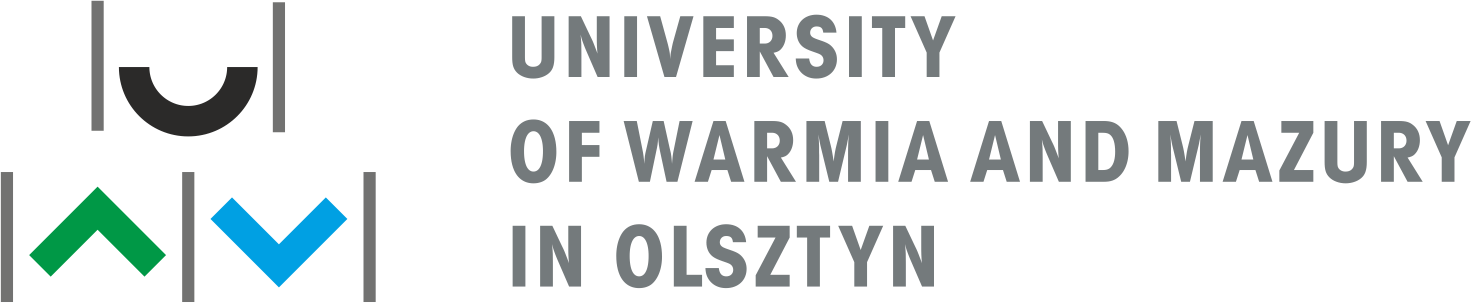 UNIVERSITY
OF WARMIA AND MAZURY
IN OLSZTYN